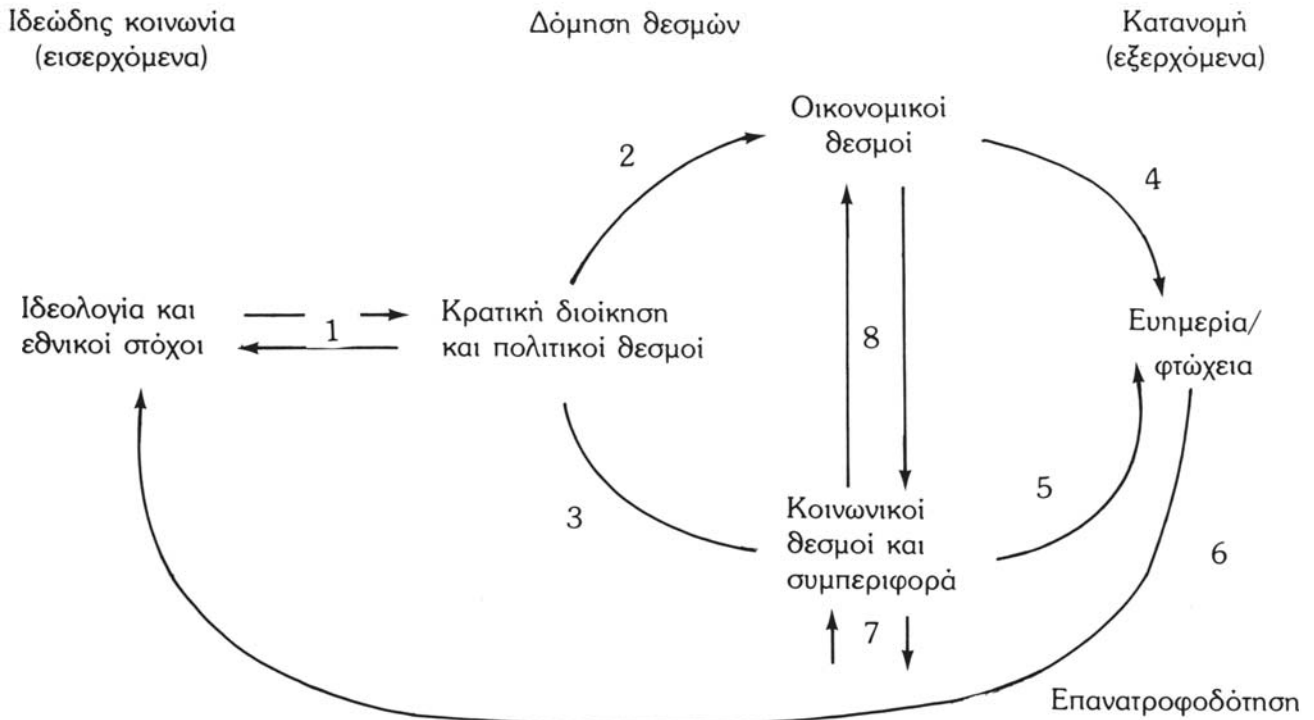 Ιδεώδης κοινωνία
(εισερχόμενα)
Δόμηση θεσμών
Κατανομή
(εξερχόμενα)
Οικονομικοί
θεσμοί
2
4
Ιδεολογία και
εθνικοί στόχοι
1
Κρατική διοίκηση
και πολιτικοί θεσμοί
8
Ευημερία/
φτώχεια
3
Κοινωνικοί
θεσμοί και
συμπεριφορά
5
6
7
Επανατροφοδότηση